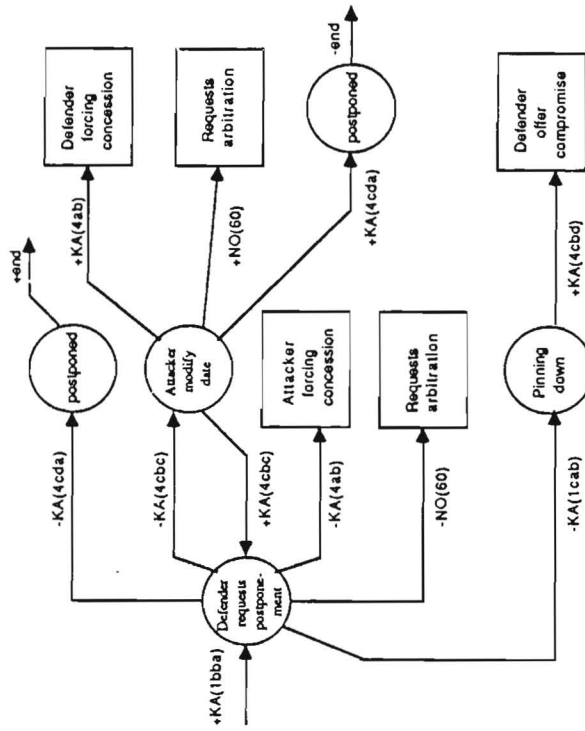 +KA(1bba)
Defender
requests
postpone-
ment
-KA(4cda)
postponed
+end
-KA(4cbc)
+KA(4cbc)
Attacker
modify
date
+KA(4ab)
Defender
forcing
concession
+NO(60)
Requests
arbitration
+KA(4cda)
postponed
-end
-KA(4ab)
Attacker
forcing
concession
-NO(60)
Requests
arbitration
-KA(1cab)
Pinning
down
+KA(4cbd)
Defender
offer
compromise